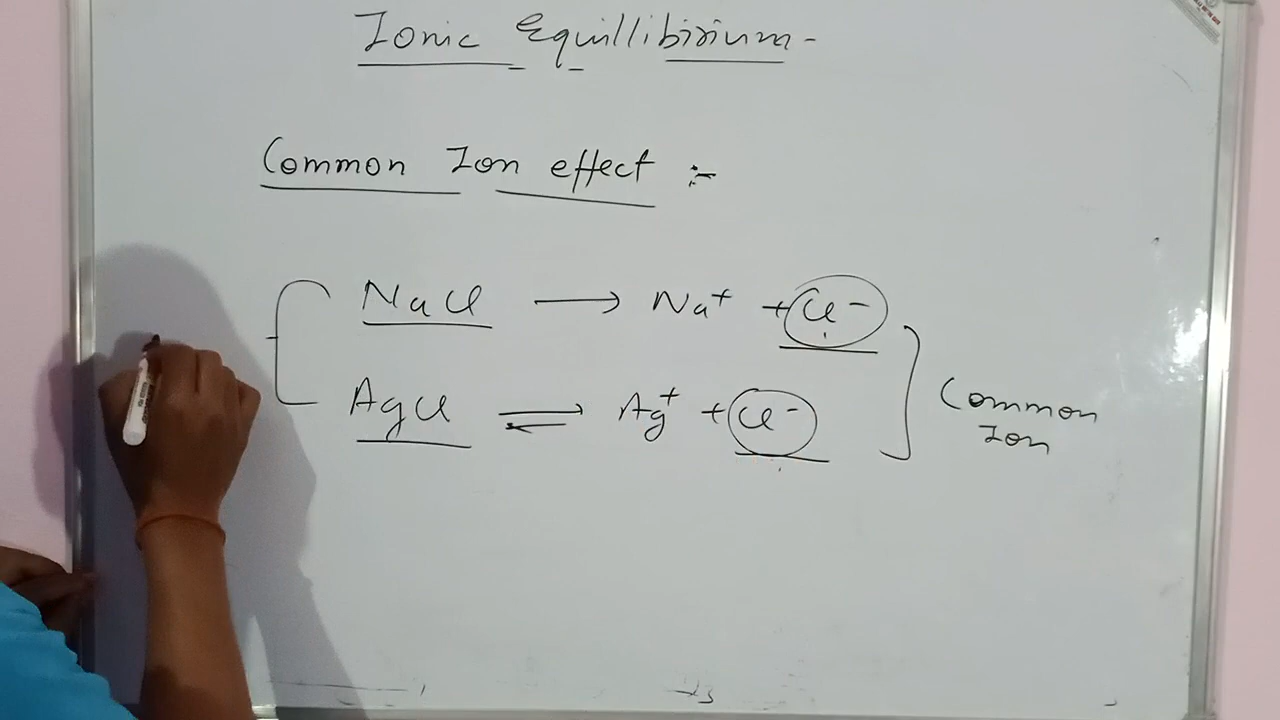 Ionic Equillibirium-
Common Ion effect :-
NaCl ⟶ Na⁺ + Cl⁻
AgCl ⇌ Ag⁺ + Cl⁻
Common
Ion